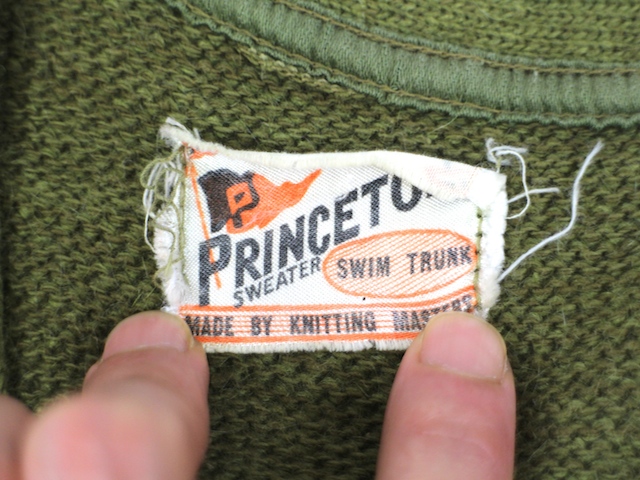 P
PRINCETO
SWEATER
SWIM TRUNK
MADE BY KNITTING MASTERS